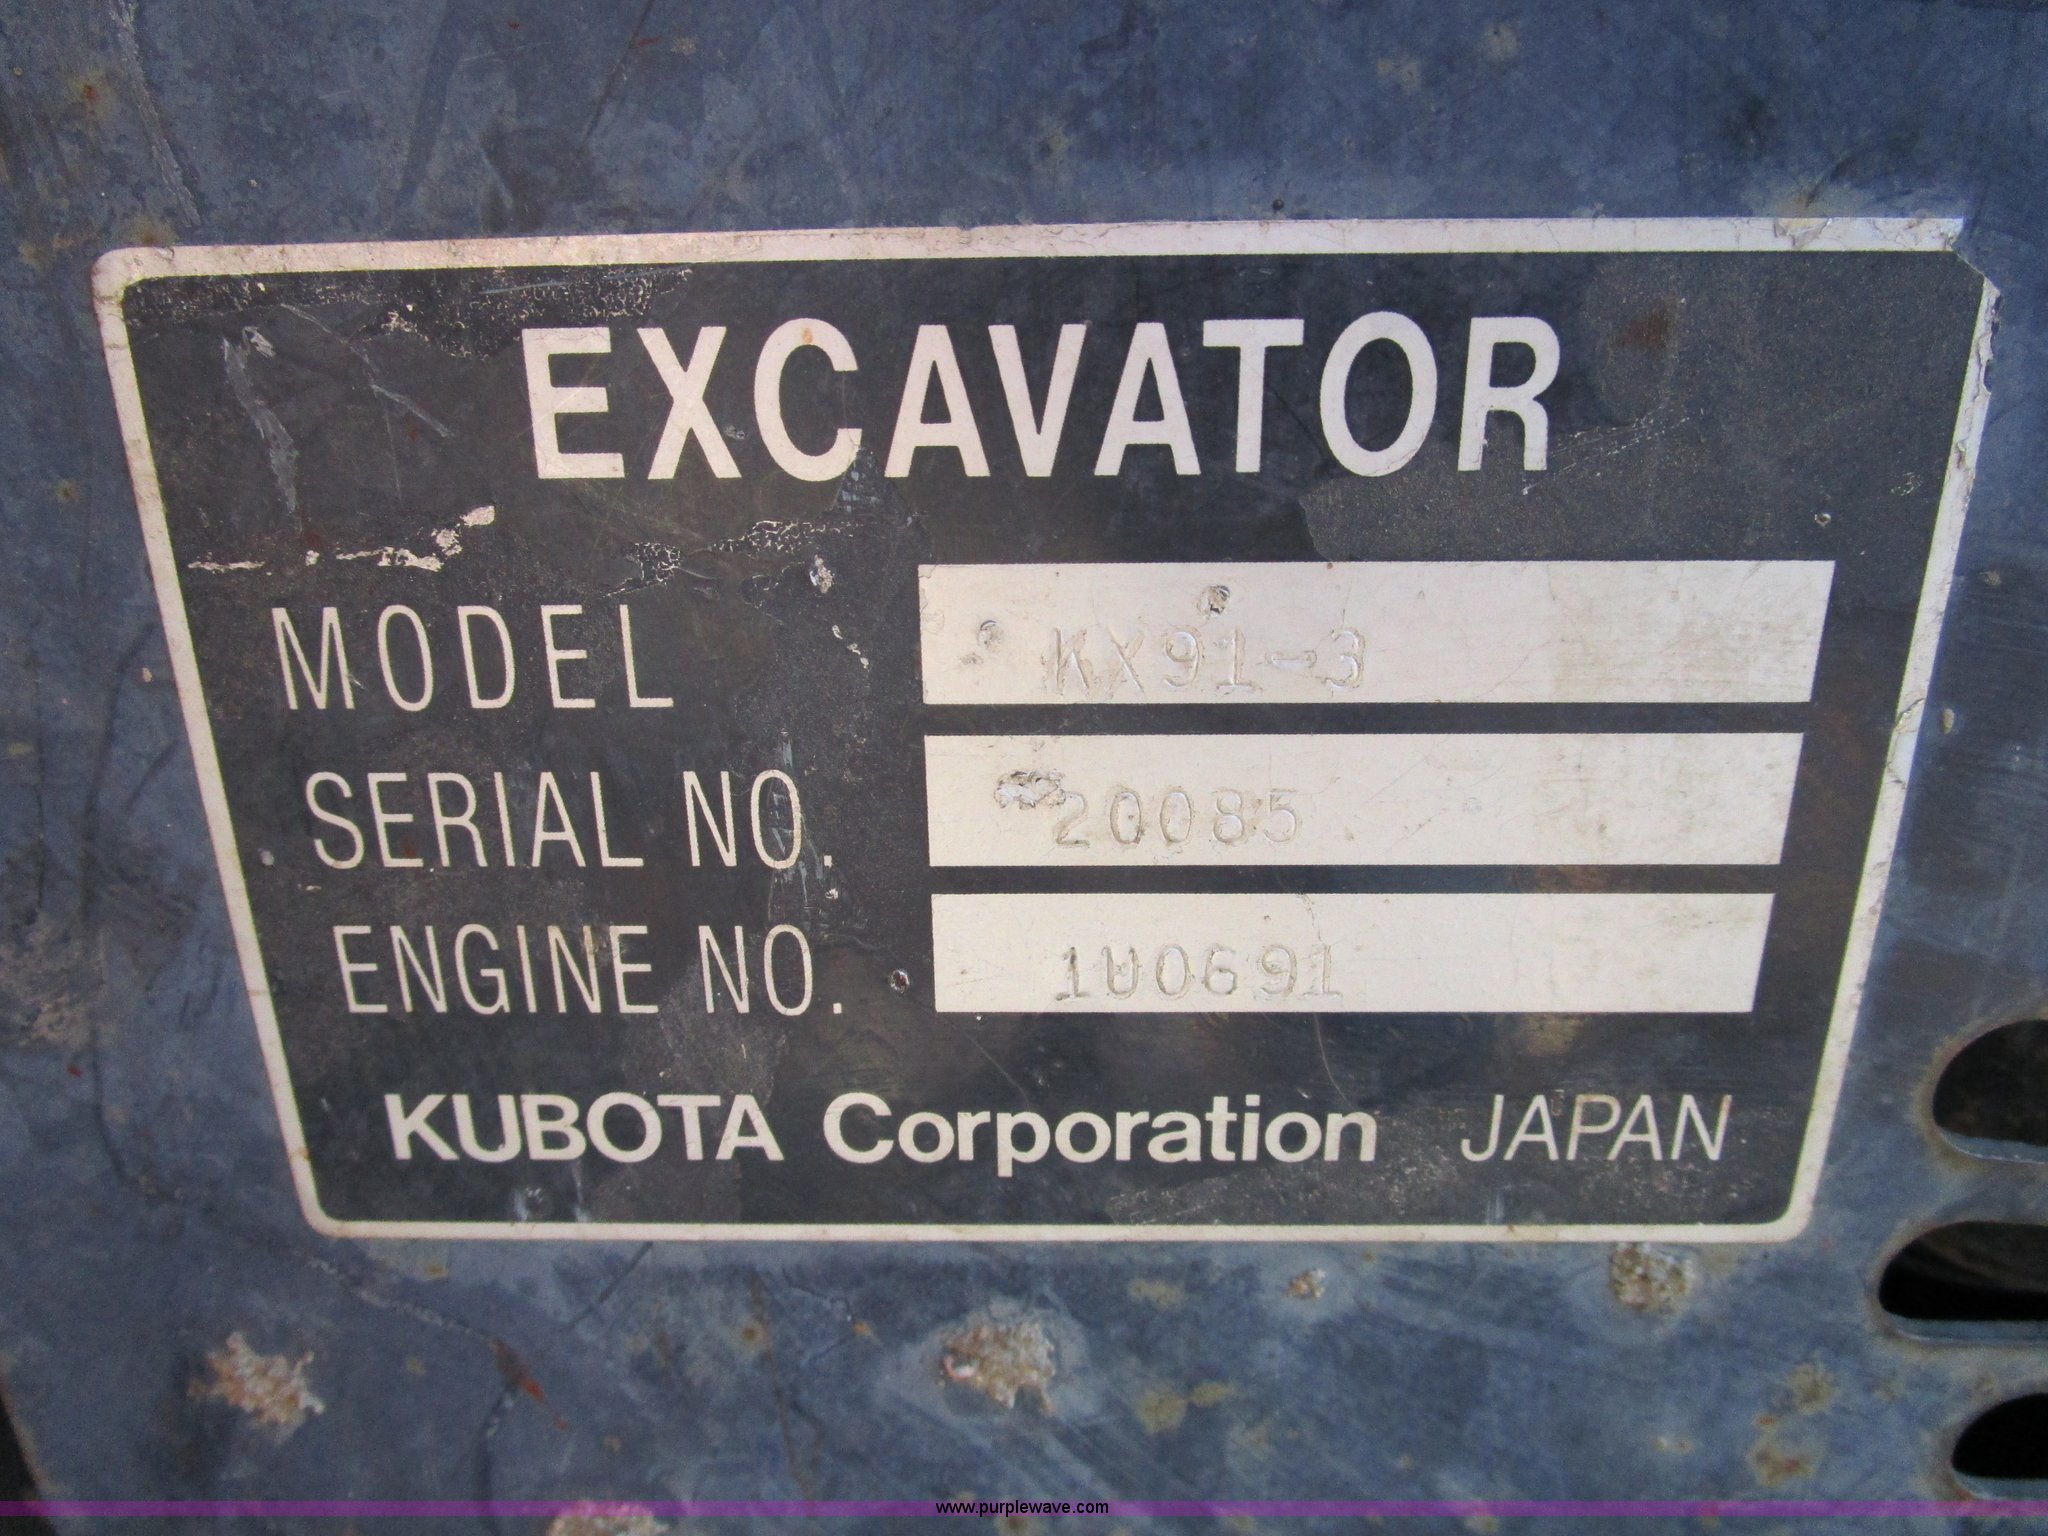 EXCAVATOR
MODEL KX91-3
SERIAL NO. 20085
ENGINE NO. 1U0691
KUBOTA Corporation JAPAN
www.purplewave.com